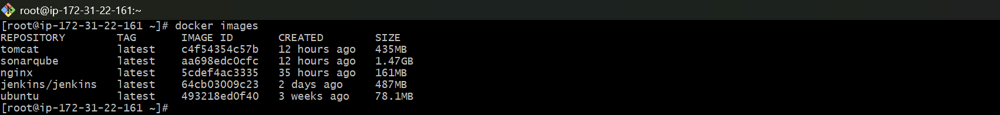 root@ip-172-31-22-161:~
[root@ip-172-31-22-161 ~]# docker images
REPOSITORY        TAG       IMAGE ID       CREATED        SIZE
tomcat            latest    c4f54354c57b   12 hours ago   435MB
sonarqube         latest    aa698edc0cfc   12 hours ago   1.47GB
nginx             latest    5cdef4ac3335   35 hours ago   161MB
jenkins/jenkins   latest    64cb03009c23   2 days ago     487MB
ubuntu            latest    493218ed0f40   3 weeks ago    78.1MB
[root@ip-172-31-22-161 ~]#